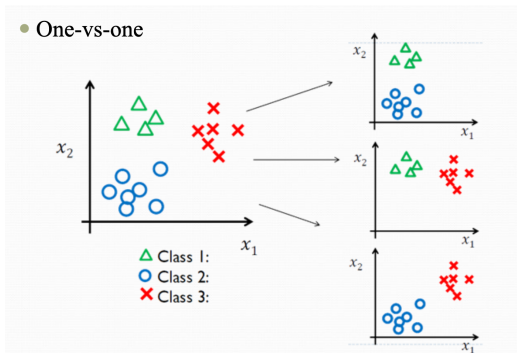 One-vs-one
x₂
x₁
Class 1:
Class 2:
Class 3:
x₂
x₁
x₂
x₁
x₂
x₁